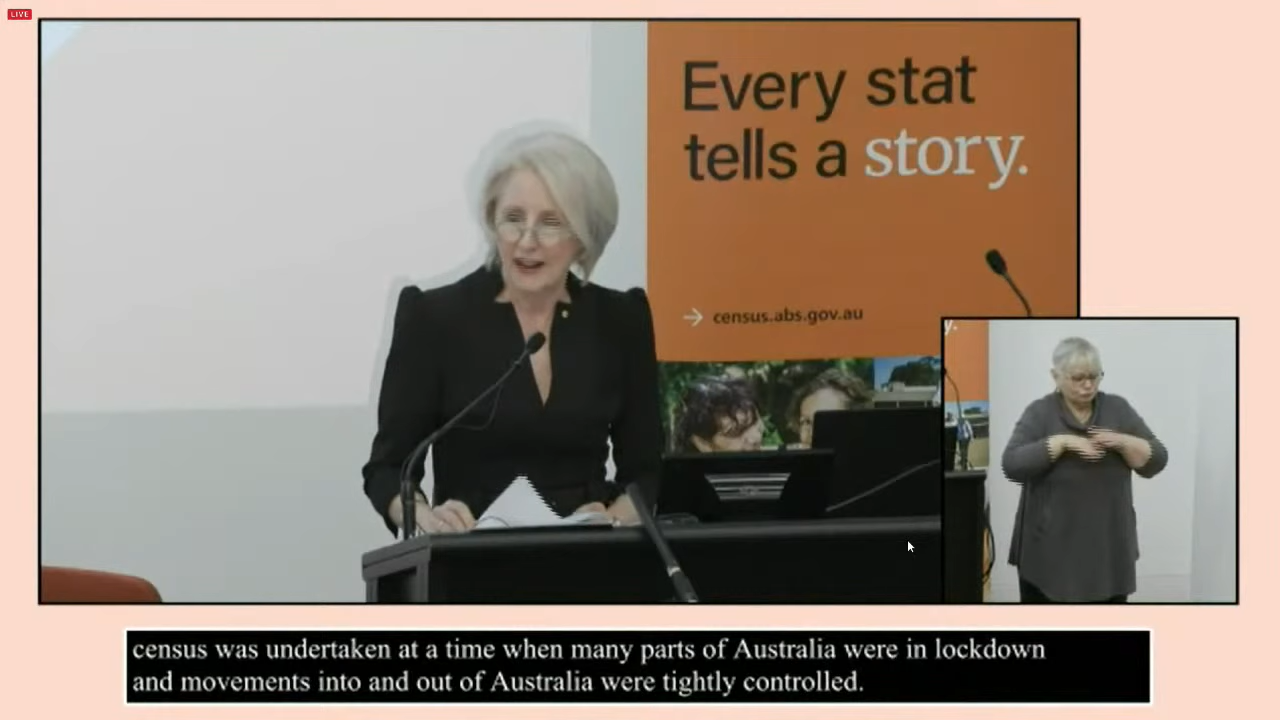 LIVE
Every stat
tells a story.
→ census.abs.gov.au
y.
census was undertaken at a time when many parts of Australia were in lockdown
and movements into and out of Australia were tightly controlled.